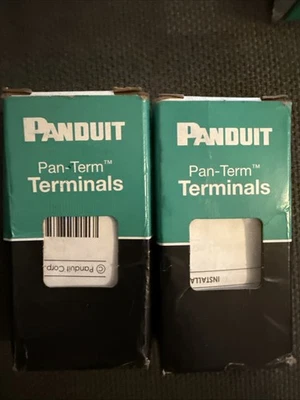 PANDUIT
Pan-Term™
Terminals
© Panduit Corp.
PANDUIT
Pan-Term™
Terminals
INSTALLA